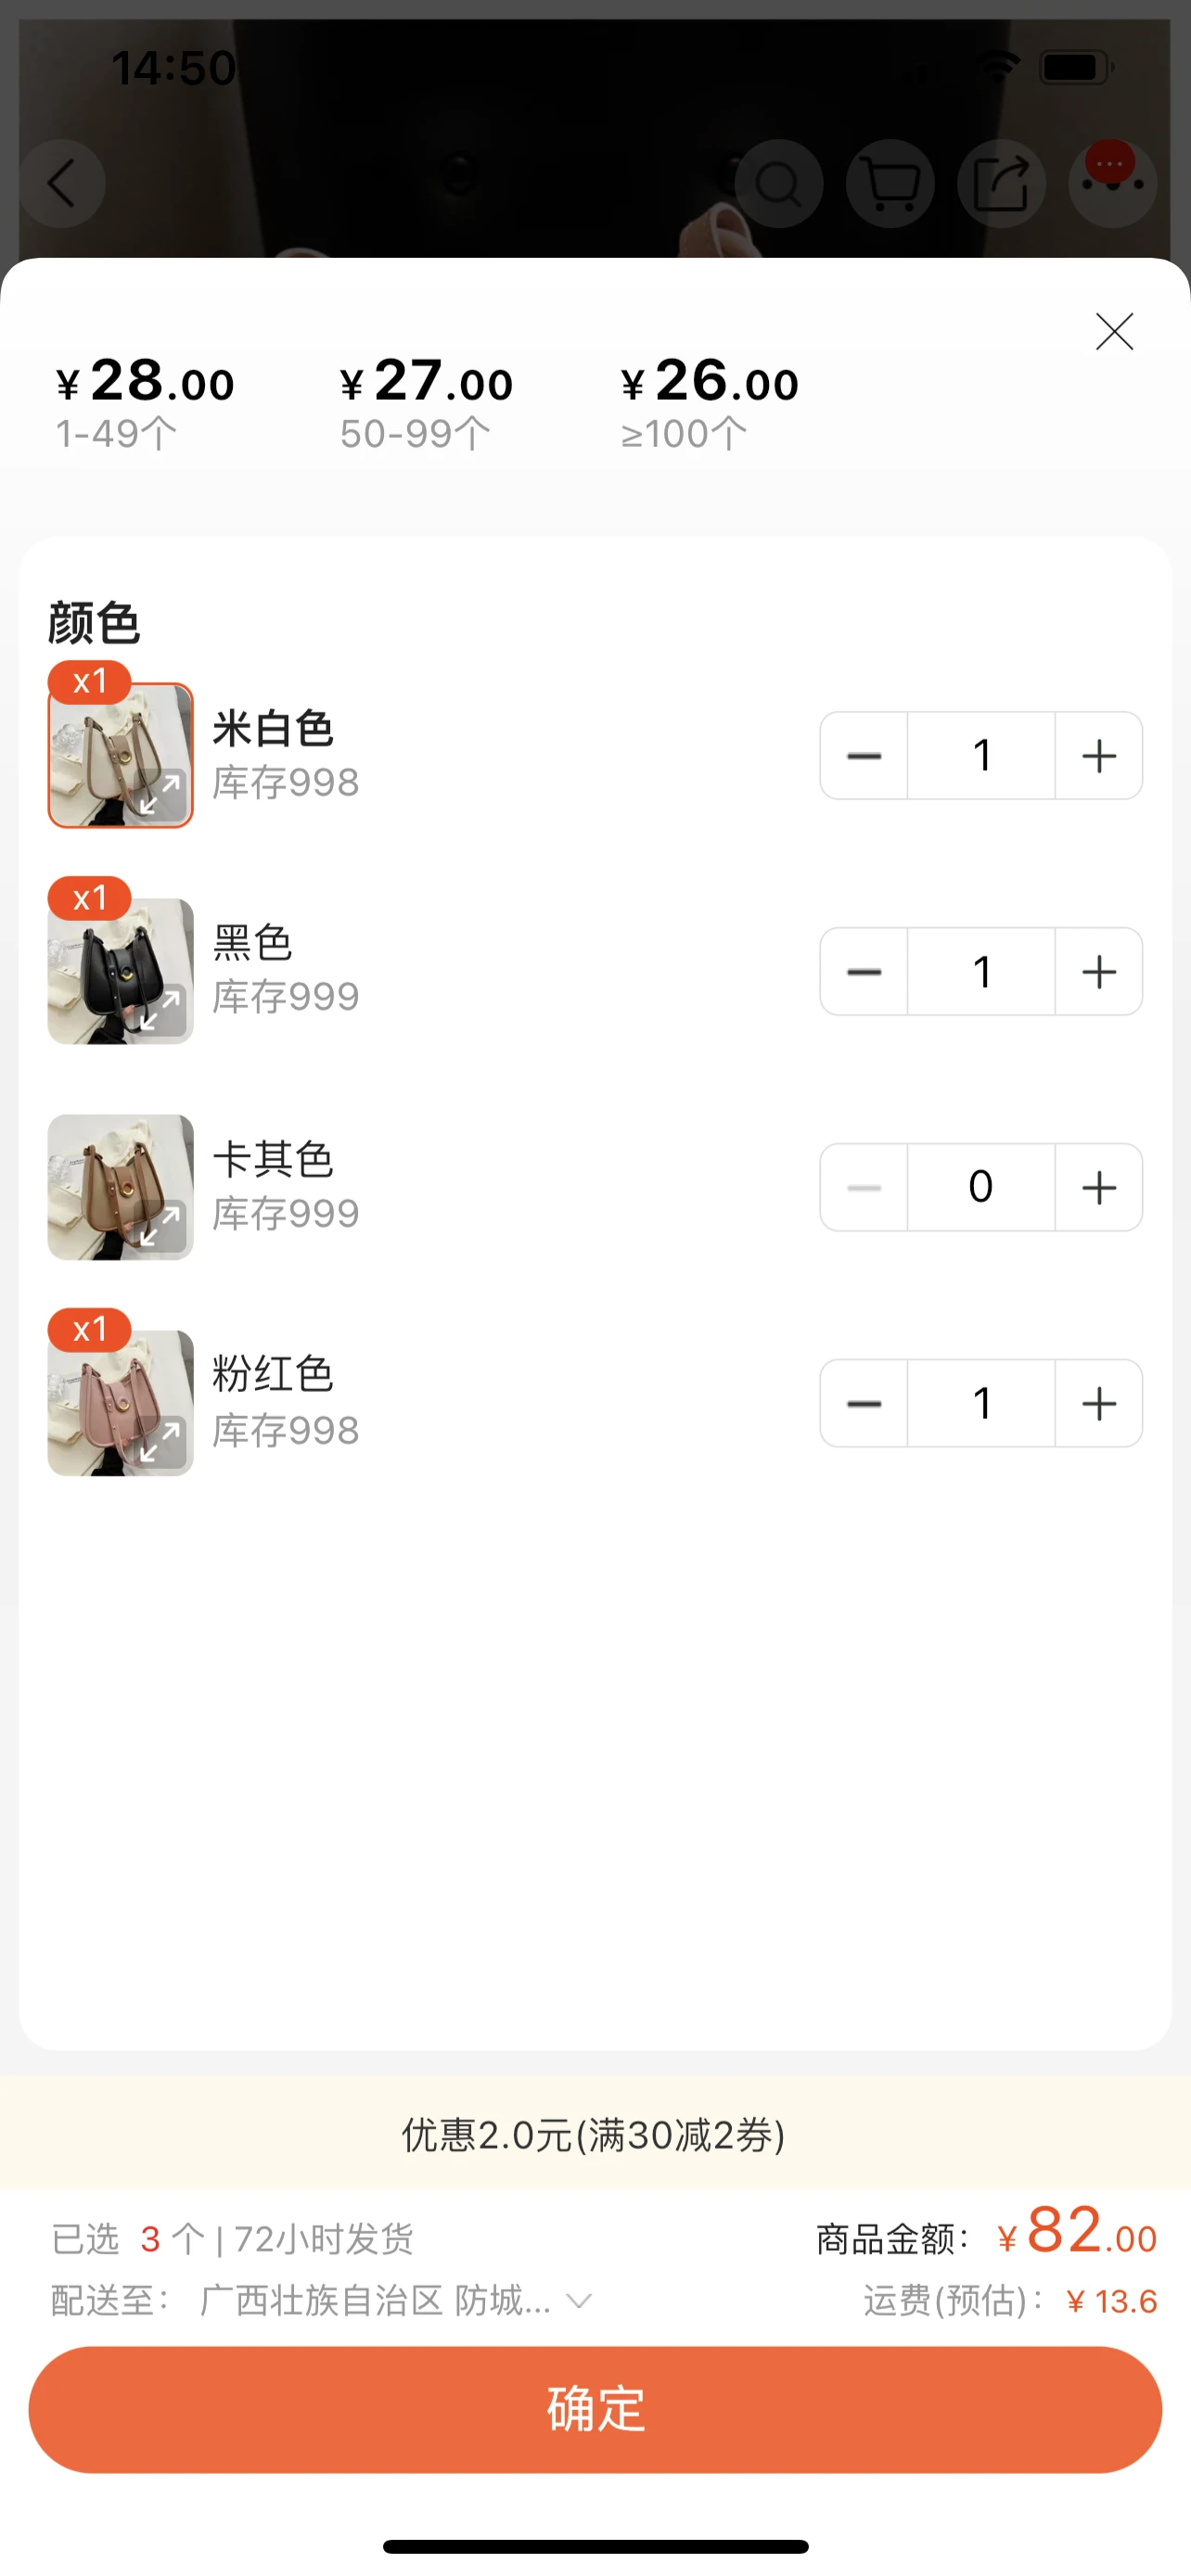 14:50
¥28.00 ¥27.00 ¥26.00
1-49个 50-99个 ≥100个
颜色
x1
米白色
库存998
1
x1
黑色
库存999
1
卡其色
库存999
0
x1
粉红色
库存998
1
优惠2.0元(满30减2券)
已选 3 个 | 72小时发货 商品金额: ¥82.00
配送至: 广西壮族自治区 防城... 运费(预估): ¥ 13.6
确定